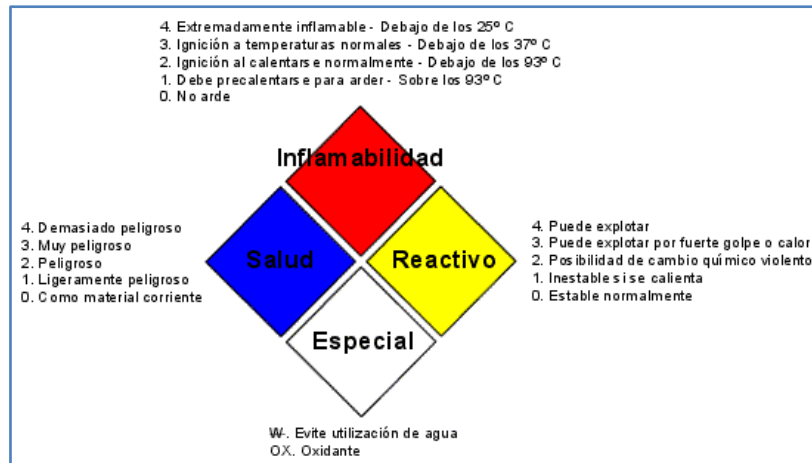 4. Extremadamente inflamable - Debajo de los 25º C
3. Ignición a temperaturas normales - Debajo de los 37º C
2. Ignición al calentarse normalmente - Debajo de los 93º C
1. Debe precalentarse para arder - Sobre los 93º C
0. No arde
Inflamabilidad
4. Demasiado peligroso
3. Muy peligroso
2. Peligroso
1. Ligeramente peligroso
0. Como material corriente
Salud
Reactivo
4. Puede explotar
3. Puede explotar por fuerte golpe o calor
2. Posibilidad de cambio químico violento
1. Inestable si se calienta
0. Estable normalmente
Especial
W-. Evite utilización de agua
OX. Oxidante